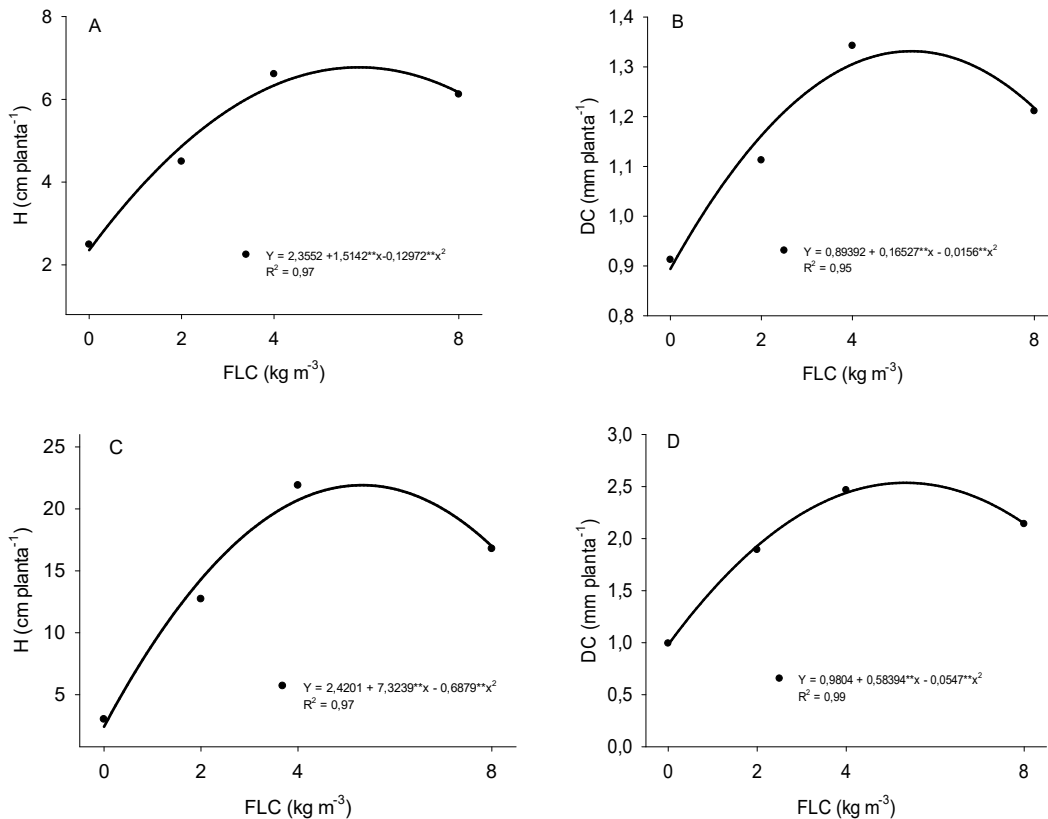 A
8
6
4
2
H (cm planta⁻¹)
Y = 2,3552 +1,5142**x-0,12972**x²
R² = 0,97
0 2 4 8
FLC (kg m⁻³)
B
1,4
1,3
1,2
1,1
1,0
0,9
0,8
DC (mm planta⁻¹)
Y = 0,89392 + 0,16527**x - 0,0156**x²
R² = 0,95
0 2 4 8
FLC (kg m⁻³)
C
25
20
15
10
5
H (cm planta⁻¹)
Y = 2,4201 + 7,3239**x - 0,6879**x²
R² = 0,97
0 2 4 8
FLC (kg m⁻³)
D
3,0
2,5
2,0
1,5
1,0
0,5
0,0
DC (mm planta⁻¹)
Y = 0,9804 + 0,58394**x - 0,0547**x²
R² = 0,99
0 2 4 8
FLC (kg m⁻³)